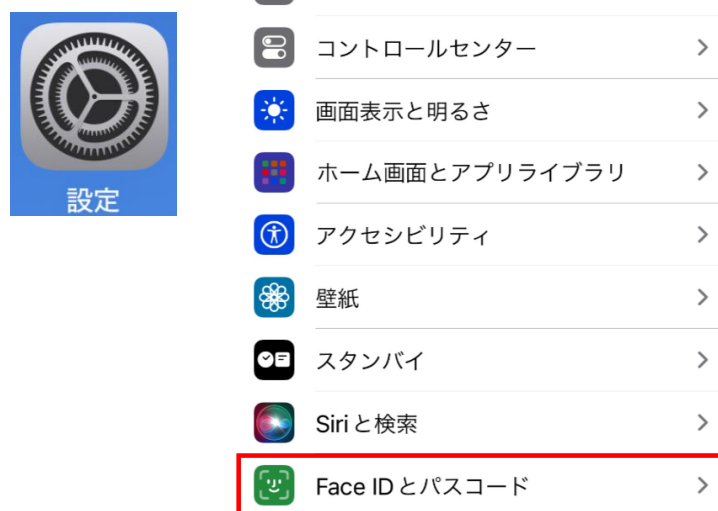 設定
コントロールセンター
画面表示と明るさ
ホーム画面とアプリライブラリ
アクセシビリティ
壁紙
スタンバイ
Siriと検索
Face IDとパスコード